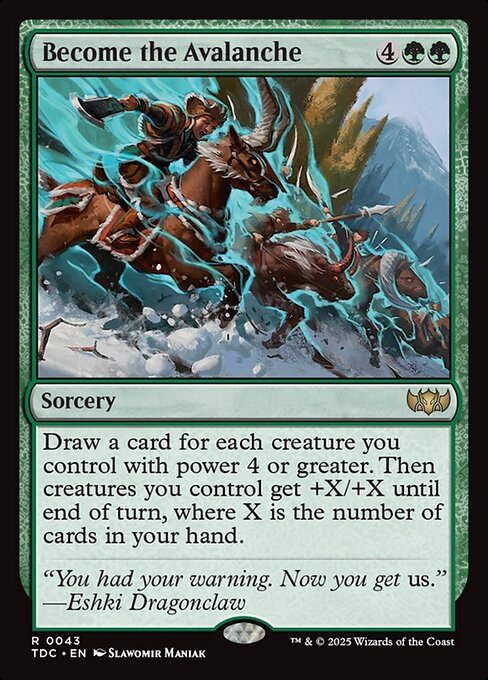 Become the Avalanche 4
Sorcery
Draw a card for each creature you
control with power 4 or greater. Then
creatures you control get +X/+X until
end of turn, where X is the number of
cards in your hand.
“You had your warning. Now you get us.”
—Eshki Dragonclaw
R 0043
TDC • EN Slawomir Maniak
™ & © 2025 Wizards of the Coast